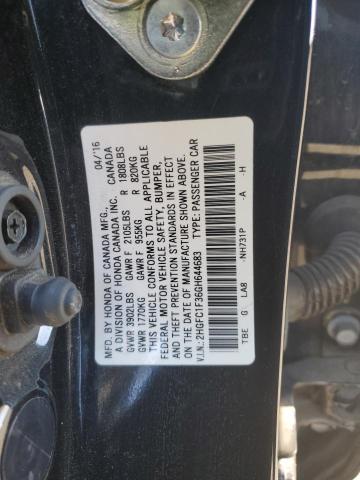 MFD. BY HONDA OF CANADA MFG., 04/'16
A DIVISION OF HONDA CANADA INC. CANADA
GVWR 3902LBS GAWR F 2105LBS R 1808LBS
GVWR 1770KG GAWR F 955KG R 820KG
THIS VEHICLE CONFORMS TO ALL APPLICABLE
FEDERAL MOTOR VEHICLE SAFETY, BUMPER,
AND THEFT PREVENTION STANDARDS IN EFFECT
ON THE DATE OF MANUFACTURE SHOWN ABOVE.
V.I.N.: 2HGFC1F36GH644683 TYPE: PASSENGER CAR
TBE G LA8 -NH731P -A -H